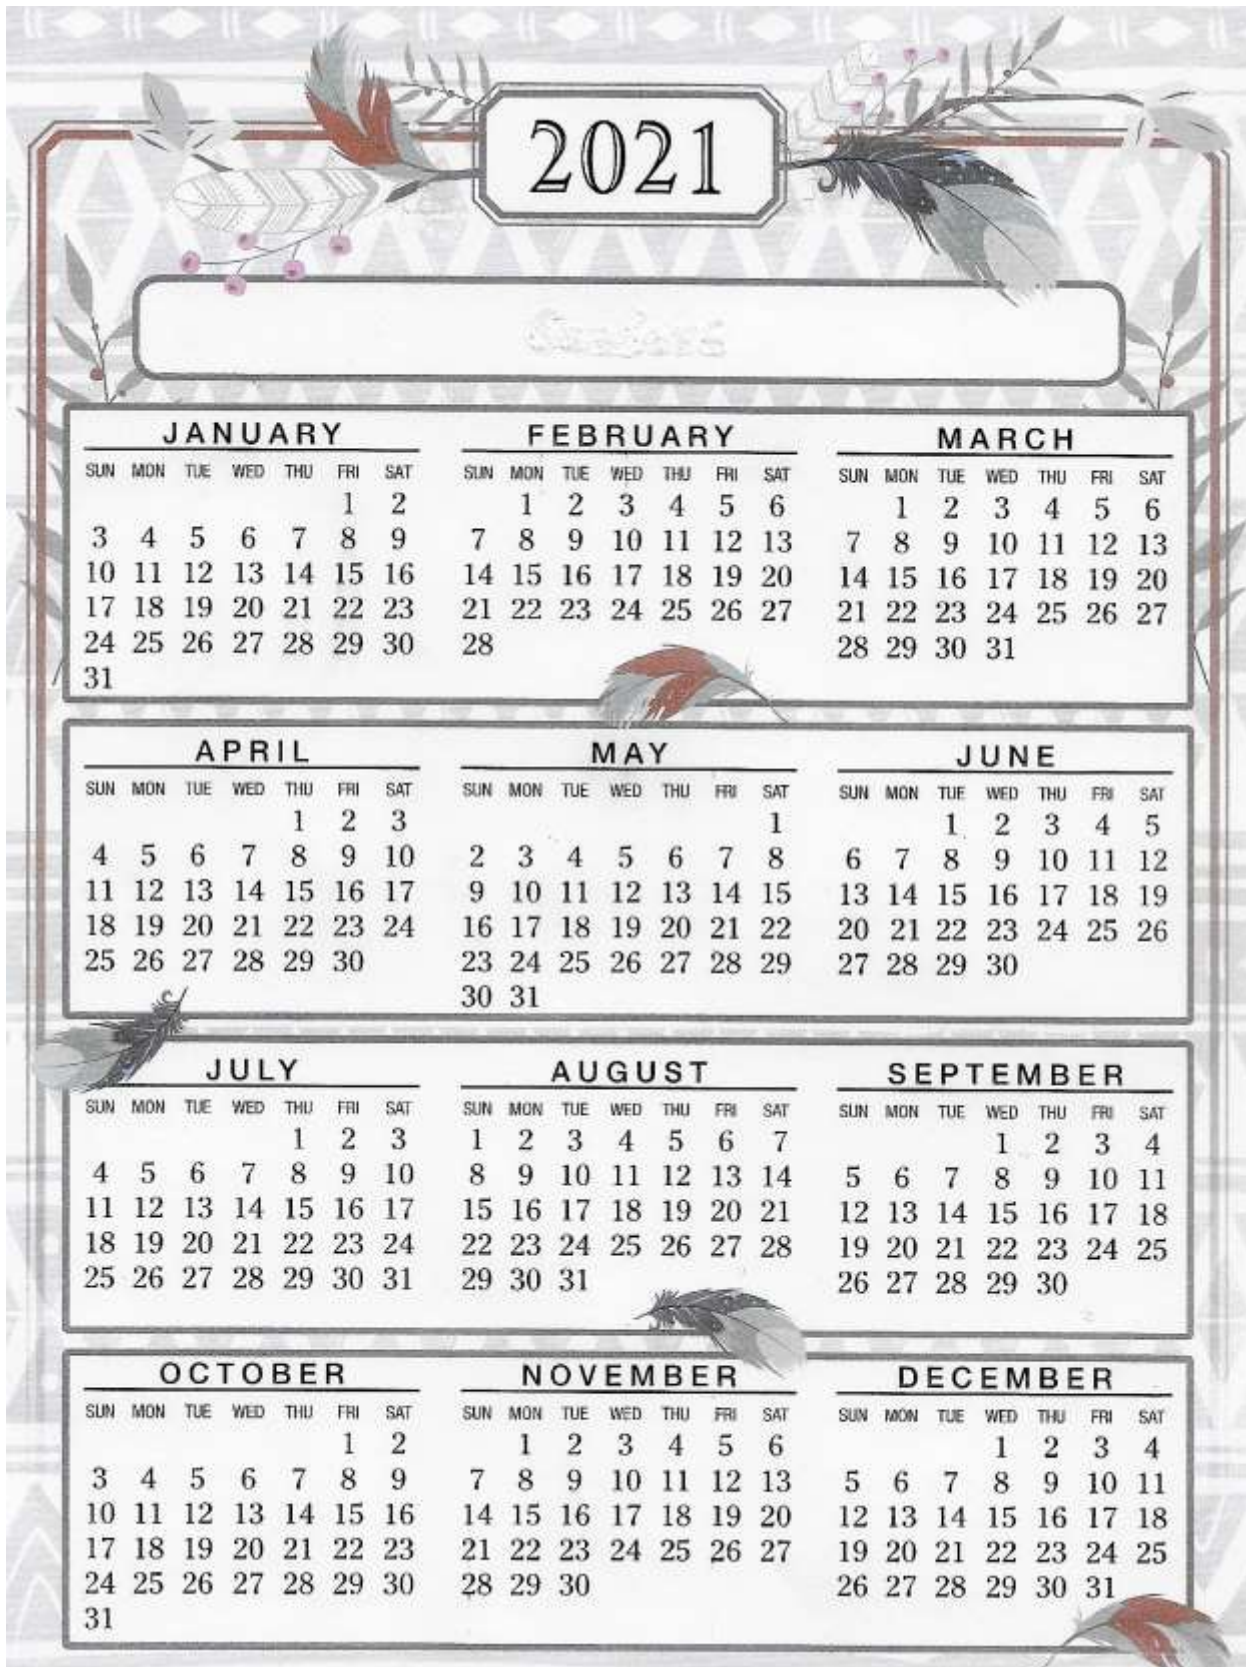 2021
JANUARY
SUN MON TUE WED THU FRI SAT
1 2
3 4 5 6 7 8 9
10 11 12 13 14 15 16
17 18 19 20 21 22 23
24 25 26 27 28 29 30
31
FEBRUARY
SUN MON TUE WED THU FRI SAT
1 2 3 4 5 6
7 8 9 10 11 12 13
14 15 16 17 18 19 20
21 22 23 24 25 26 27
28
MARCH
SUN MON TUE WED THU FRI SAT
1 2 3 4 5 6
7 8 9 10 11 12 13
14 15 16 17 18 19 20
21 22 23 24 25 26 27
28 29 30 31
APRIL
SUN MON TUE WED THU FRI SAT
1 2 3
4 5 6 7 8 9 10
11 12 13 14 15 16 17
18 19 20 21 22 23 24
25 26 27 28 29 30
MAY
SUN MON TUE WED THU FRI SAT
1
2 3 4 5 6 7 8
9 10 11 12 13 14 15
16 17 18 19 20 21 22
23 24 25 26 27 28 29
30 31
JUNE
SUN MON TUE WED THU FRI SAT
1 2 3 4 5
6 7 8 9 10 11 12
13 14 15 16 17 18 19
20 21 22 23 24 25 26
27 28 29 30
JULY
SUN MON TUE WED THU FRI SAT
1 2 3
4 5 6 7 8 9 10
11 12 13 14 15 16 17
18 19 20 21 22 23 24
25 26 27 28 29 30 31
AUGUST
SUN MON TUE WED THU FRI SAT
1 2 3 4 5 6 7
8 9 10 11 12 13 14
15 16 17 18 19 20 21
22 23 24 25 26 27 28
29 30 31
SEPTEMBER
SUN MON TUE WED THU FRI SAT
1 2 3 4
5 6 7 8 9 10 11
12 13 14 15 16 17 18
19 20 21 22 23 24 25
26 27 28 29 30
OCTOBER
SUN MON TUE WED THU FRI SAT
1 2
3 4 5 6 7 8 9
10 11 12 13 14 15 16
17 18 19 20 21 22 23
24 25 26 27 28 29 30
31
NOVEMBER
SUN MON TUE WED THU FRI SAT
1 2 3 4 5 6
7 8 9 10 11 12 13
14 15 16 17 18 19 20
21 22 23 24 25 26 27
28 29 30
DECEMBER
SUN MON TUE WED THU FRI SAT
1 2 3 4
5 6 7 8 9 10 11
12 13 14 15 16 17 18
19 20 21 22 23 24 25
26 27 28 29 30 31